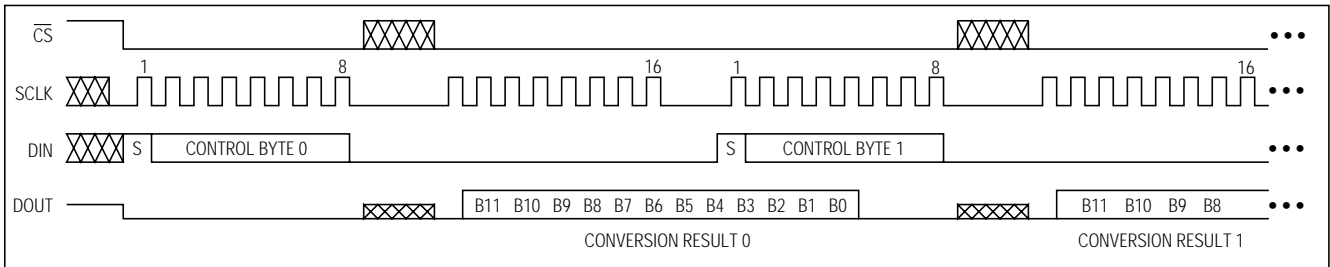 CS
1 8 16 1 8 16
SCLK
DIN S CONTROL BYTE 0 S CONTROL BYTE 1
DOUT B11 B10 B9 B8 B7 B6 B5 B4 B3 B2 B1 B0 B11 B10 B9 B8
CONVERSION RESULT 0 CONVERSION RESULT 1